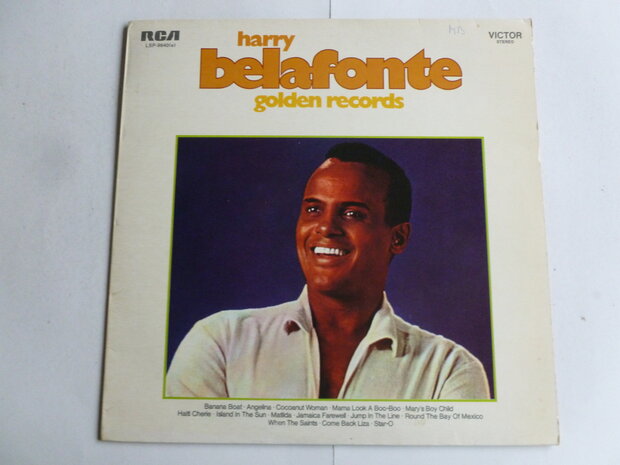 RCA
LSP-9840(e)
VICTOR
STEREO
harry
belafonte
golden records
Banana Boat · Angelina · Cocoanut Woman · Mama Look A Boo-Boo · Mary's Boy Child
Haiti Cherie · Island In The Sun · Matilda · Jamaica Farewell · Jump In The Line · Round The Bay Of Mexico
When The Saints · Come Back Liza · Star-O